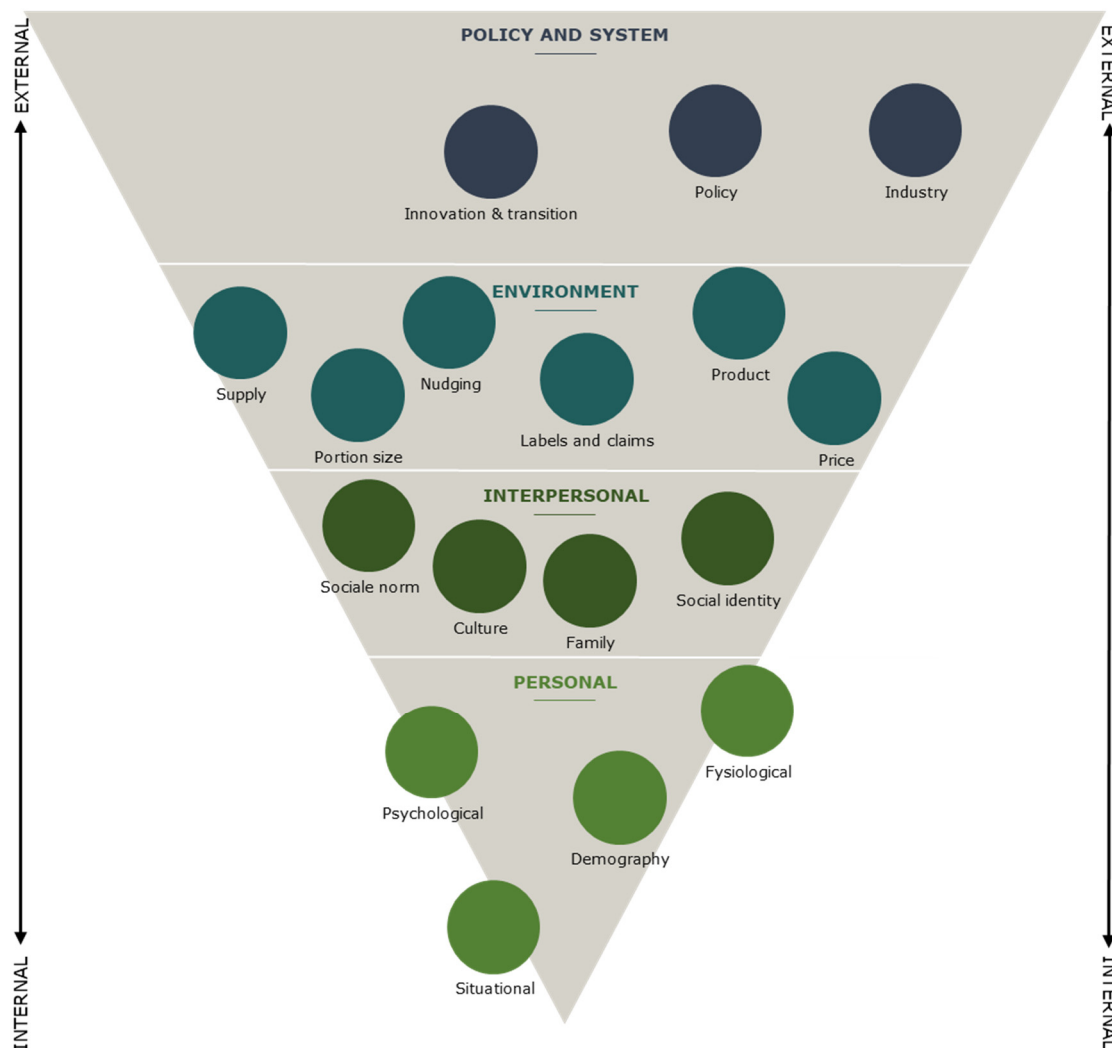 POLICY AND SYSTEM
EXTERNAL
EXTERNAL
Innovation & transition
Policy
Industry
ENVIRONMENT
Supply
Portion size
Nudging
Labels and claims
Product
Price
INTERPERSONAL
Sociale norm
Culture
Family
Social identity
PERSONAL
Psychological
Demography
Fysiological
Situational
INTERNAL
INTERNAL